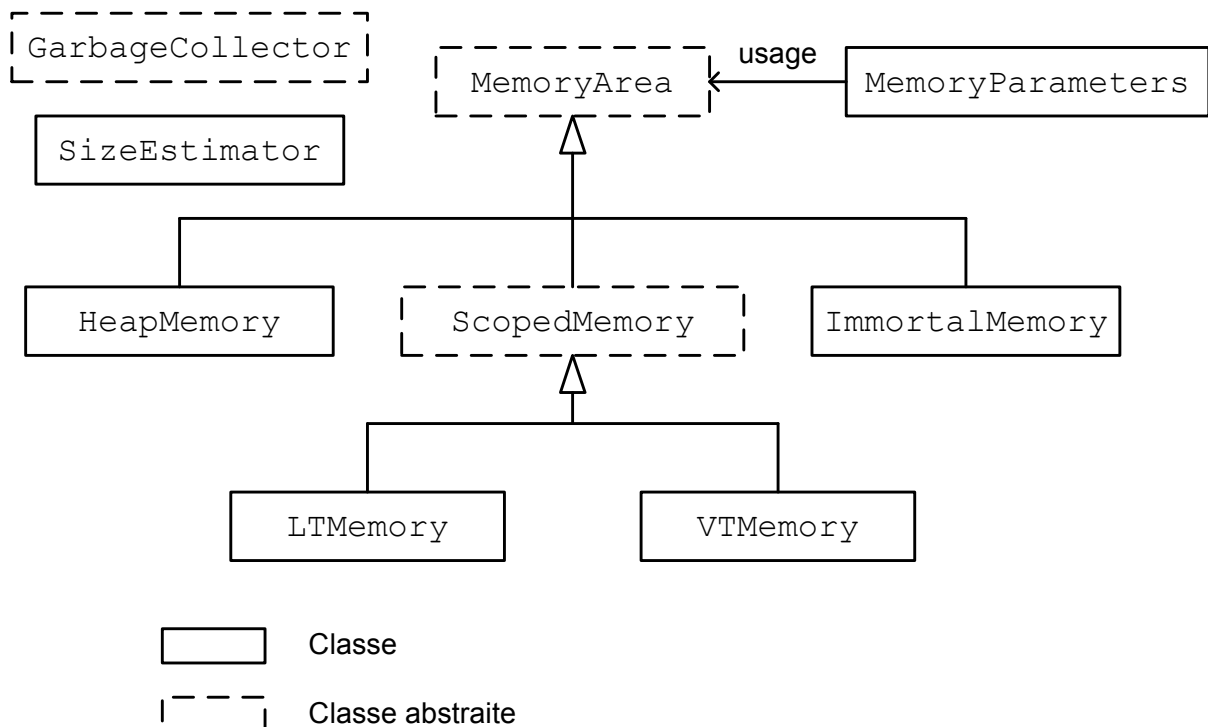 GarbageCollector
MemoryArea
usage
MemoryParameters
SizeEstimator
HeapMemory
ScopedMemory
ImmortalMemory
LTMemory
VTMemory
Classe
Classe abstraite